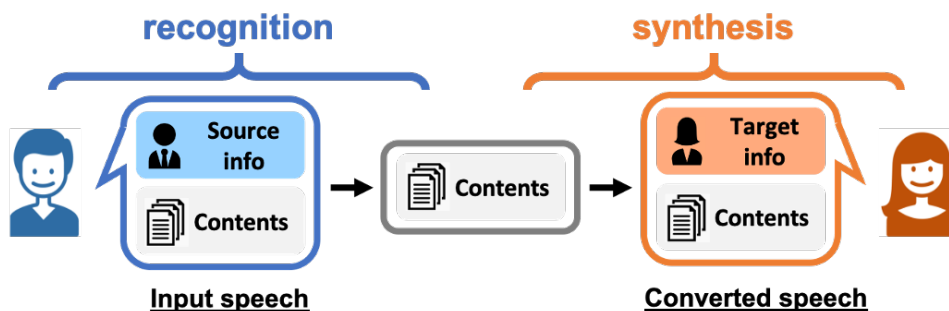 recognition
synthesis
Source
info
Contents
Contents
Target
info
Contents
Input speech
Converted speech